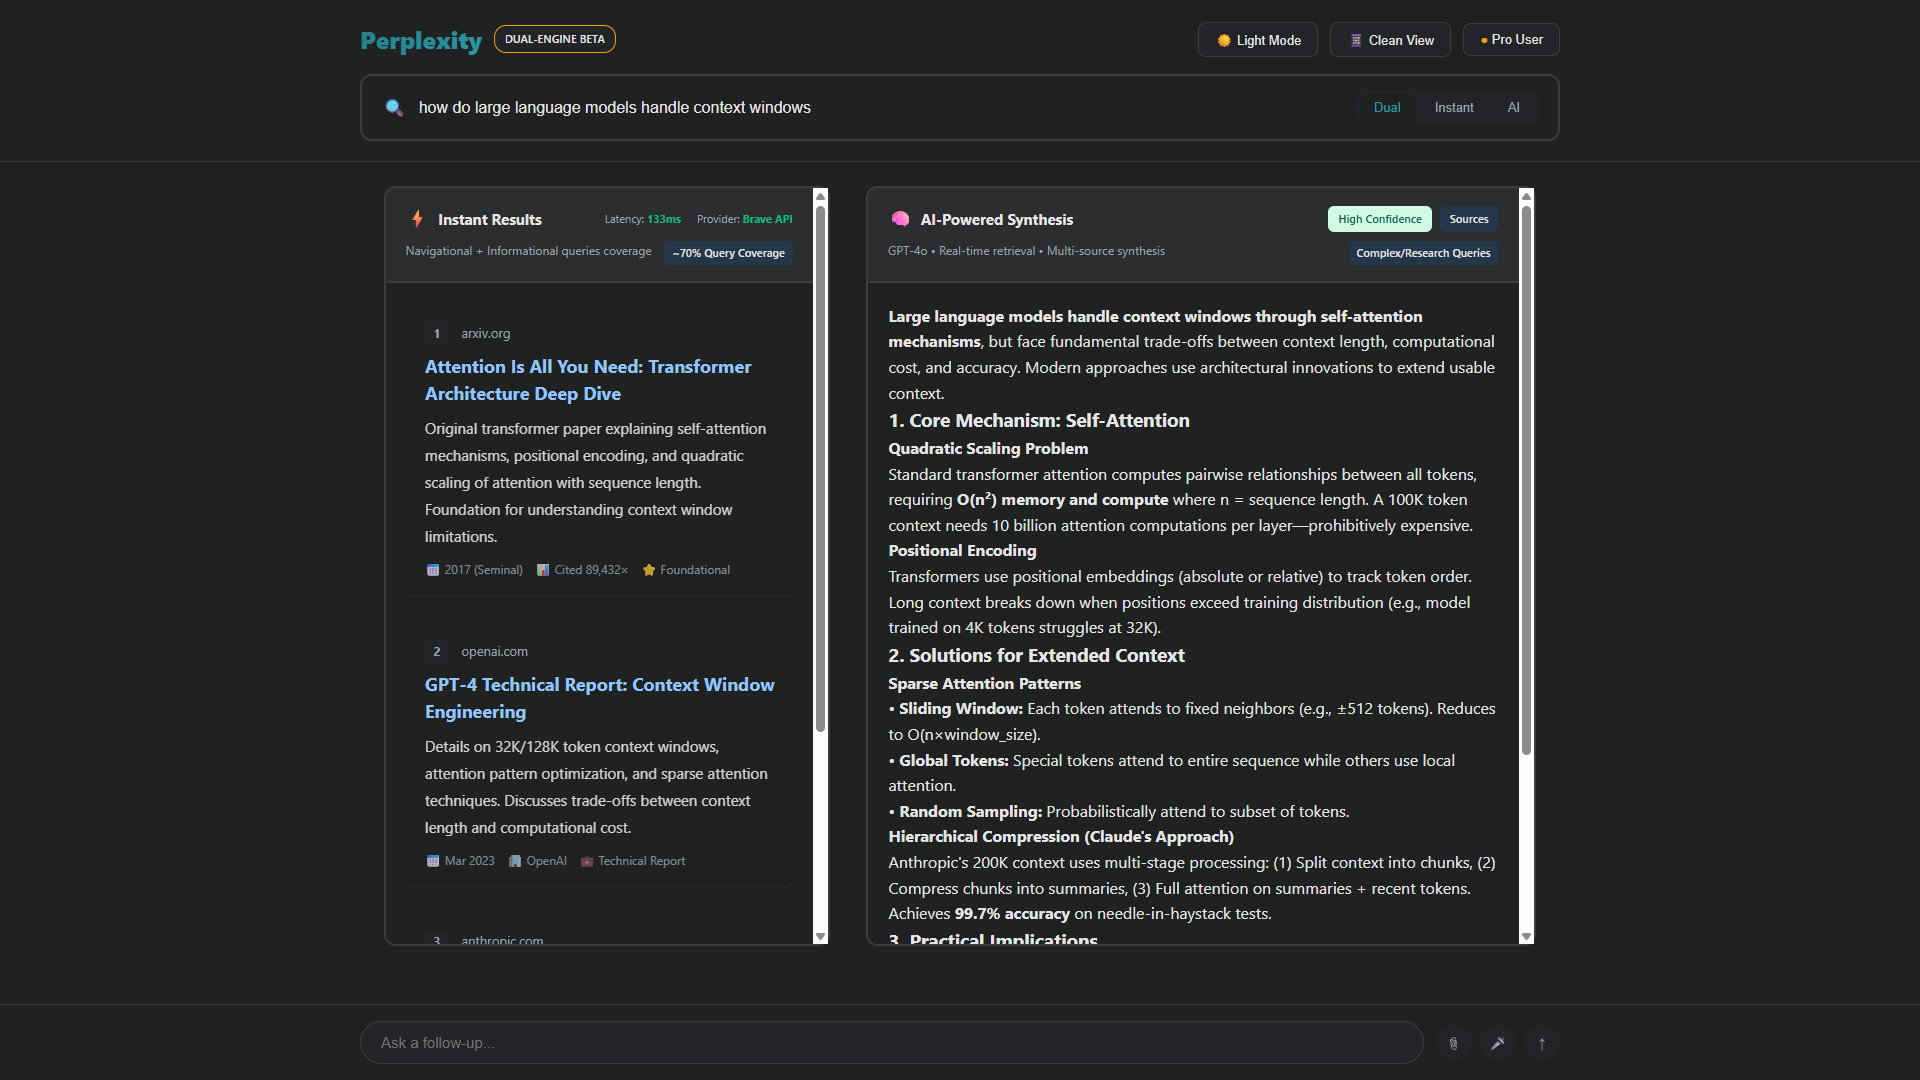 Perplexity
DUAL-ENGINE BETA
Light Mode
Clean View
Pro User
how do large language models handle context windows
Dual
Instant
AI
Instant Results
Latency: 133ms
Provider: Brave API
Navigational + Informational queries coverage
~70% Query Coverage
1
arxiv.org
Attention Is All You Need: Transformer
Architecture Deep Dive
Original transformer paper explaining self-attention
mechanisms, positional encoding, and quadratic
scaling of attention with sequence length.
Foundation for understanding context window
limitations.
2017 (Seminal)
Cited 89,432×
Foundational
2
openai.com
GPT-4 Technical Report: Context Window
Engineering
Details on 32K/128K token context windows,
attention pattern optimization, and sparse attention
techniques. Discusses trade-offs between context
length and computational cost.
Mar 2023
OpenAI
Technical Report
3
anthropic.com
AI-Powered Synthesis
High Confidence
Sources
GPT-4o • Real-time retrieval • Multi-source synthesis
Complex/Research Queries
Large language models handle context windows through self-attention
mechanisms, but face fundamental trade-offs between context length, computational
cost, and accuracy. Modern approaches use architectural innovations to extend usable
context.
1. Core Mechanism: Self-Attention
Quadratic Scaling Problem
Standard transformer attention computes pairwise relationships between all tokens,
requiring O(n²) memory and compute where n = sequence length. A 100K token
context needs 10 billion attention computations per layer—prohibitively expensive.
Positional Encoding
Transformers use positional embeddings (absolute or relative) to track token order.
Long context breaks down when positions exceed training distribution (e.g., model
trained on 4K tokens struggles at 32K).
2. Solutions for Extended Context
Sparse Attention Patterns
• Sliding Window: Each token attends to fixed neighbors (e.g., ±512 tokens). Reduces
to O(n×window_size).
• Global Tokens: Special tokens attend to entire sequence while others use local
attention.
• Random Sampling: Probabilistically attend to subset of tokens.
Hierarchical Compression (Claude's Approach)
Anthropic's 200K context uses multi-stage processing: (1) Split context into chunks, (2)
Compress chunks into summaries, (3) Full attention on summaries + recent tokens.
Achieves 99.7% accuracy on needle-in-haystack tests.
3. Practical Implications
Ask a follow-up...
↑